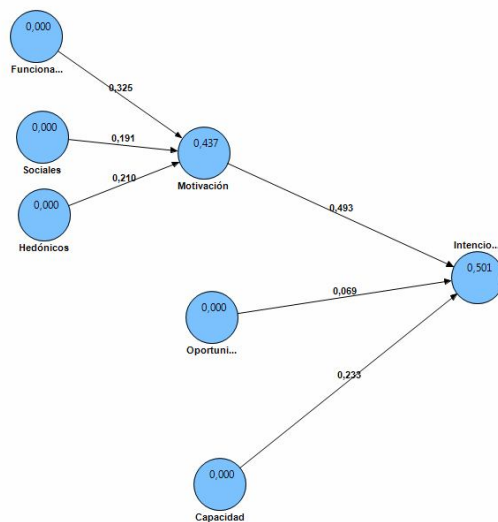 0,000
Funciona...
0,325
0,000
Sociales
0,191
0,437
Motivación
0,000
Hedónicos
0,210
0,493
Intencio...
0,501
0,069
0,000
Oportuni...
0,233
0,000
Capacidad